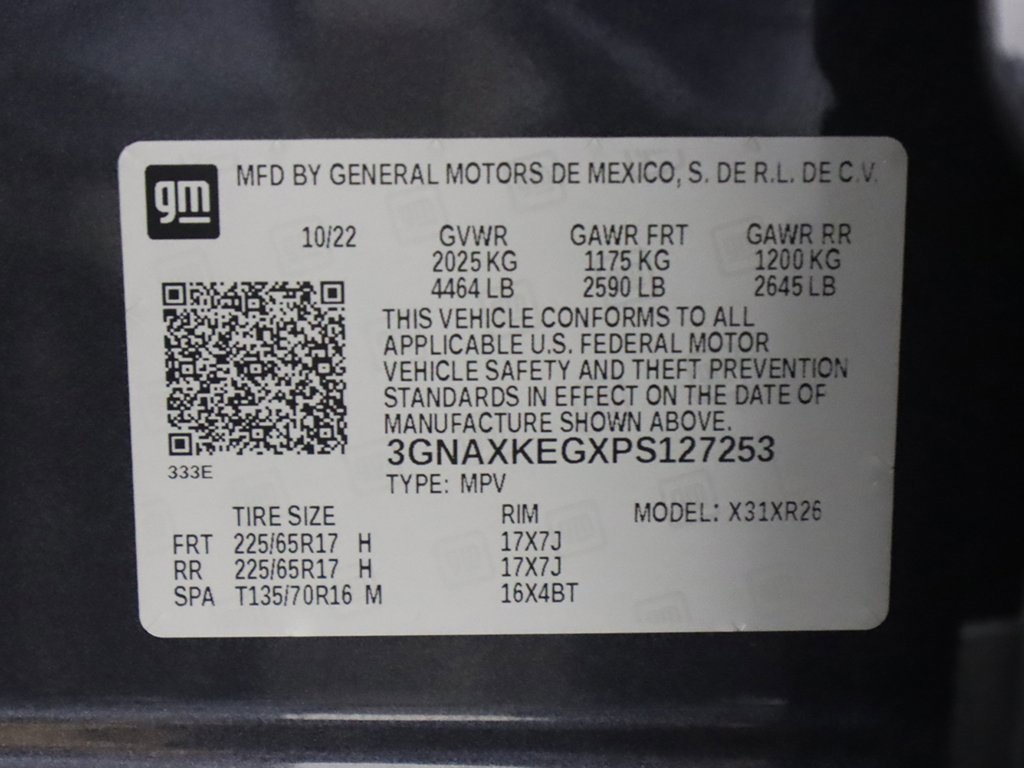 gm
MFD BY GENERAL MOTORS DE MEXICO, S. DE R.L. DE C.V.
10/22 GVWR GAWR FRT GAWR RR
2025 KG 1175 KG 1200 KG
4464 LB 2590 LB 2645 LB
THIS VEHICLE CONFORMS TO ALL
APPLICABLE U.S. FEDERAL MOTOR
VEHICLE SAFETY AND THEFT PREVENTION
STANDARDS IN EFFECT ON THE DATE OF
MANUFACTURE SHOWN ABOVE.
3GNAXKEGXPS127253
333E
TYPE: MPV
TIRE SIZE RIM MODEL: X31XR26
FRT 225/65R17 H 17X7J
RR 225/65R17 H 17X7J
SPA T135/70R16 M 16X4BT